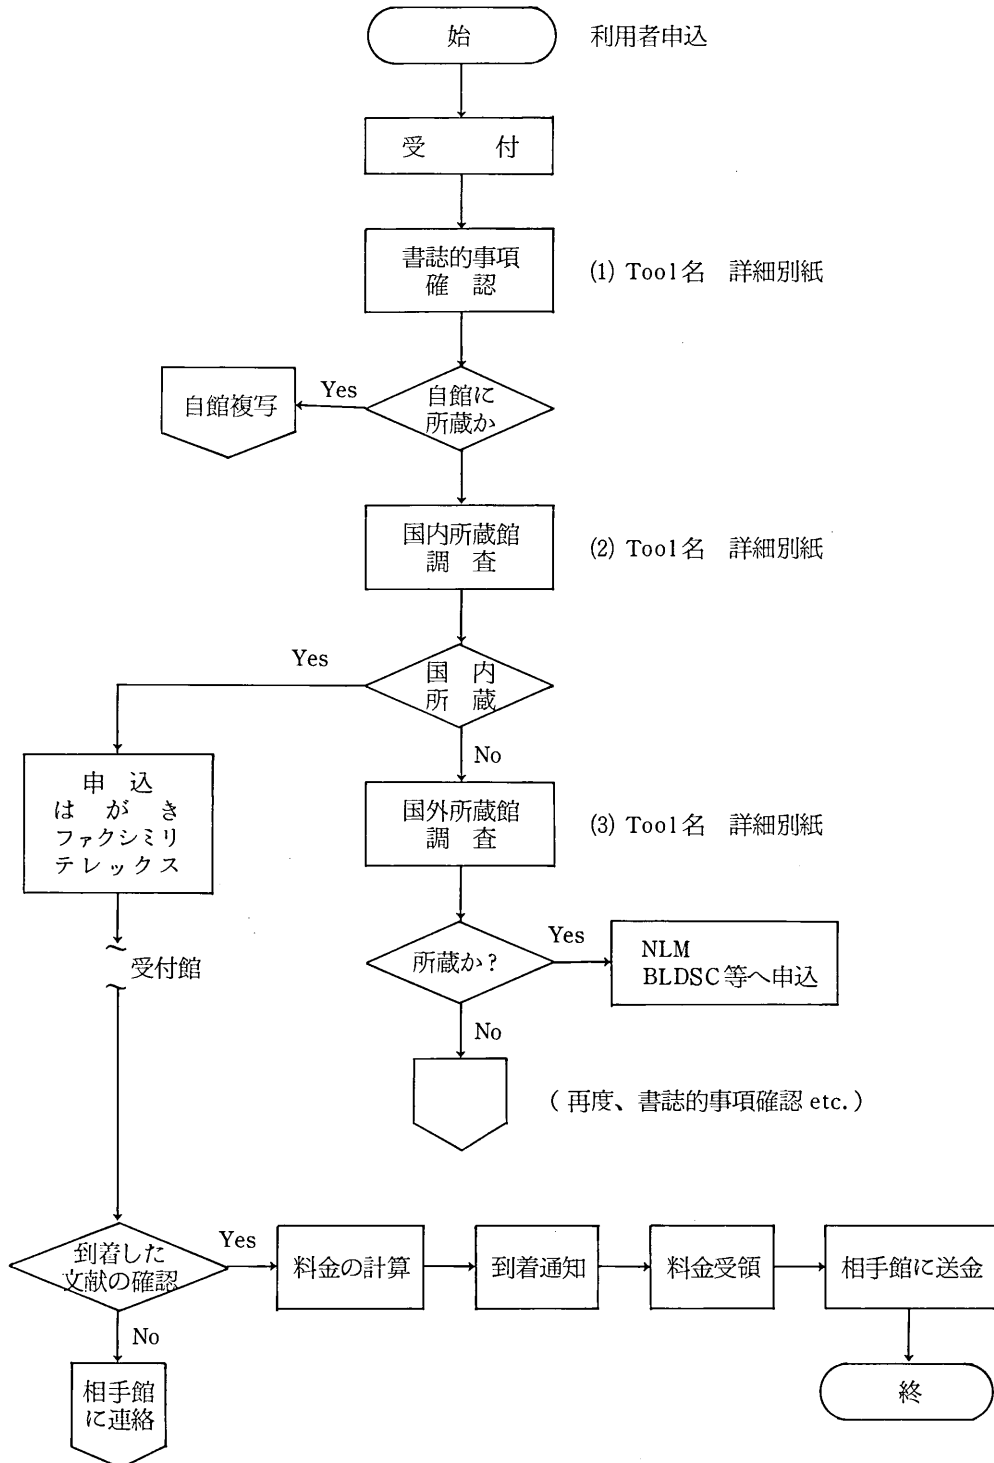 始
利用者申込
受　　付
書誌的事項
確　認
(1) Tool名　詳細別紙
Yes
自館複写
自館に
所蔵か
国内所蔵館
調　査
(2) Tool名　詳細別紙
Yes
国　内
所　蔵
No
申　込
は　が　き
ファクシミリ
テレックス
国外所蔵館
調　査
(3) Tool名　詳細別紙
受付館
所蔵か?
Yes
NLM
BLDSC等へ申込
No
(再度、書誌的事項確認 etc.)
到着した
文献の確認
Yes
料金の計算
到着通知
料金受領
相手館に送金
No
相手館
に連絡
終